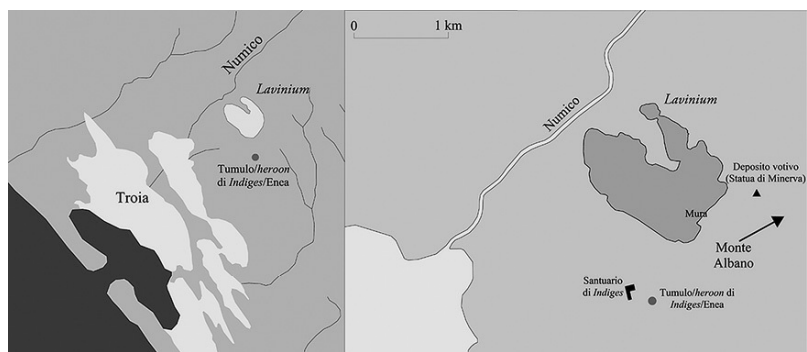 Numico
Lavinium
Tumulo/heroon
di Indiges/Enea
Troia
0 1 km
Numico
Lavinium
Deposito votivo
(Statua di Minerva)
Mura
Monte
Albano
Santuario
di Indiges
Tumulo/heroon di
Indiges/Enea